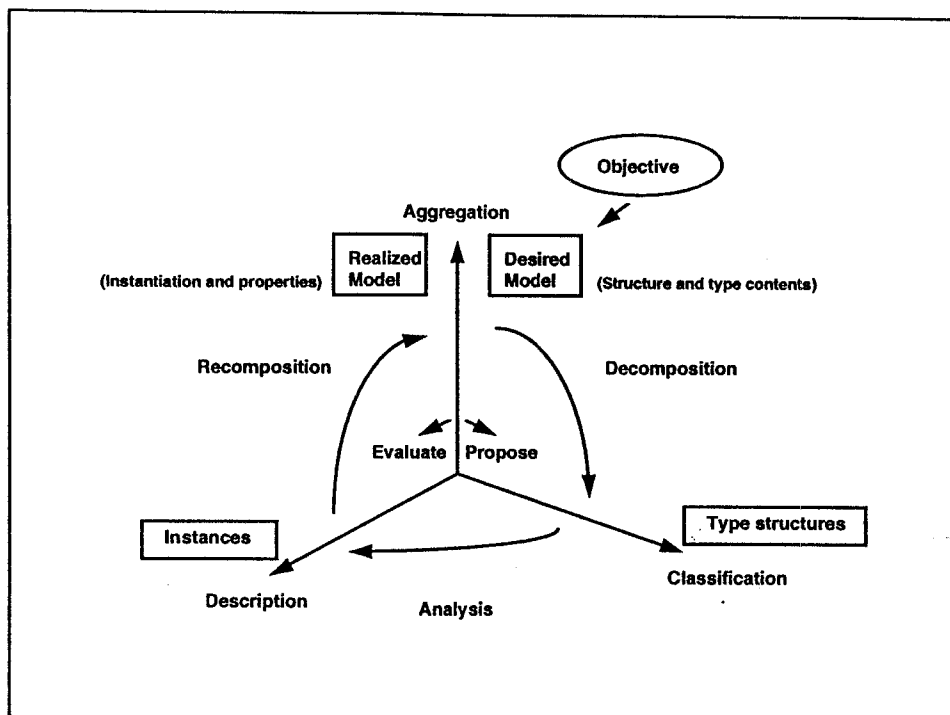 Objective
Aggregation
Realized
Model
Desired
Model
(Instantiation and properties)
(Structure and type contents)
Recomposition
Decomposition
Evaluate
Propose
Instances
Type structures
Description
Classification
Analysis